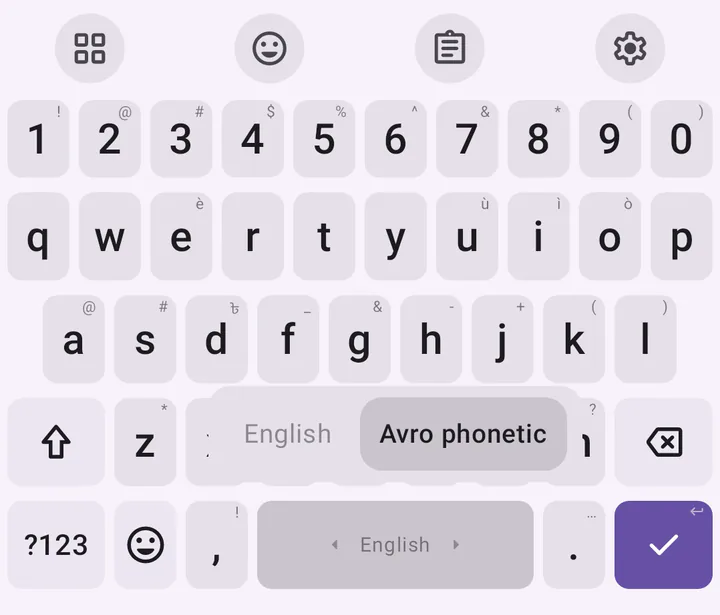 1 ! 2 @ 3 # 4 $ 5 % 6 ^ 7 & 8 * 9 ( 0 )
q w e è r t y u ù i ì o ò p
a @ s # d f _ g & h - j + k ( l )
z * English Avro phonetic ?
?123 , ! English . …